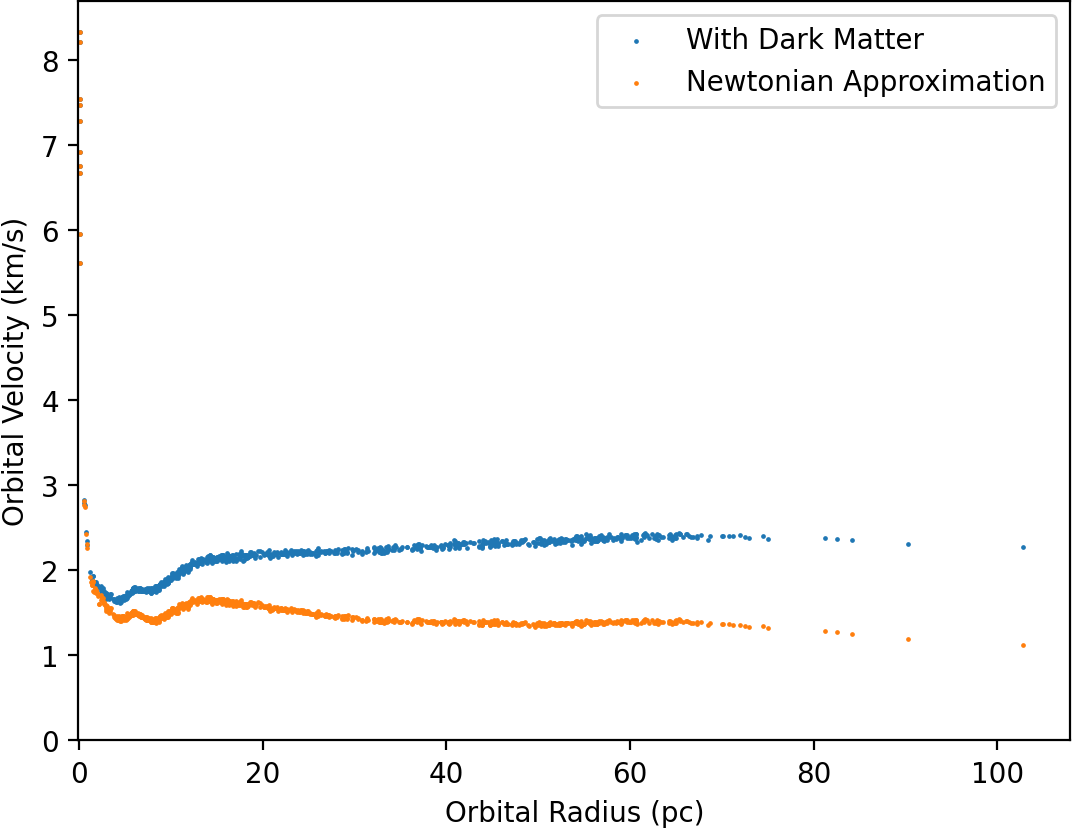 With Dark Matter
Newtonian Approximation
8
7
6
5
4
3
2
1
0
Orbital Velocity (km/s)
0 20 40 60 80 100
Orbital Radius (pc)